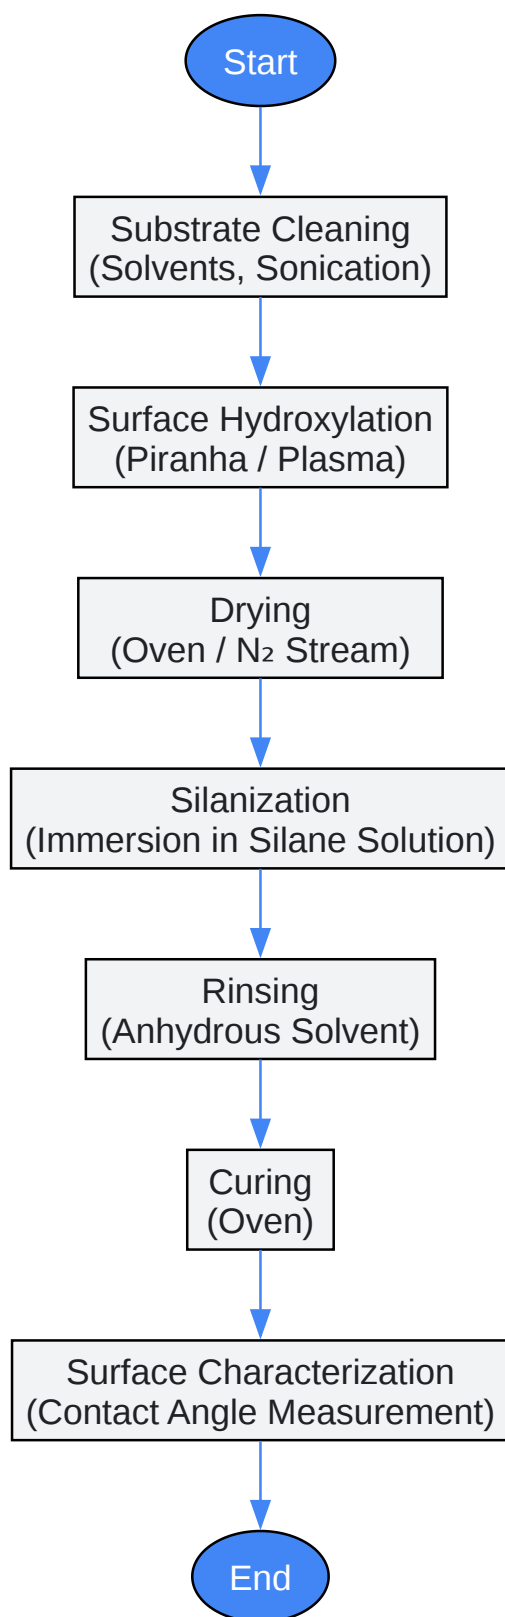 Start
Substrate Cleaning
(Solvents, Sonication)
Surface Hydroxylation
(Piranha / Plasma)
Drying
(Oven / N₂ Stream)
Silanization
(Immersion in Silane Solution)
Rinsing
(Anhydrous Solvent)
Curing
(Oven)
Surface Characterization
(Contact Angle Measurement)
End